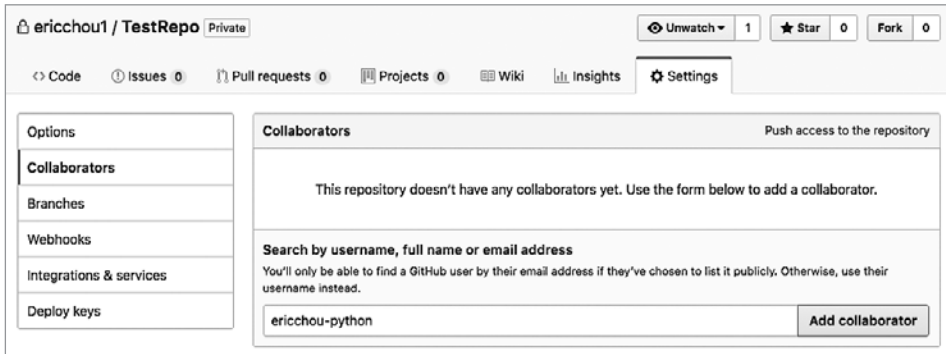 ericchou1 / TestRepo Private Unwatch 1 Star 0 Fork 0
Code Issues 0 Pull requests 0 Projects 0 Wiki Insights Settings
Options
Collaborators
Branches
Webhooks
Integrations & services
Deploy keys
Collaborators Push access to the repository
This repository doesn't have any collaborators yet. Use the form below to add a collaborator.
Search by username, full name or email address
You'll only be able to find a GitHub user by their email address if they've chosen to list it publicly. Otherwise, use their
username instead.
ericchou-python Add collaborator